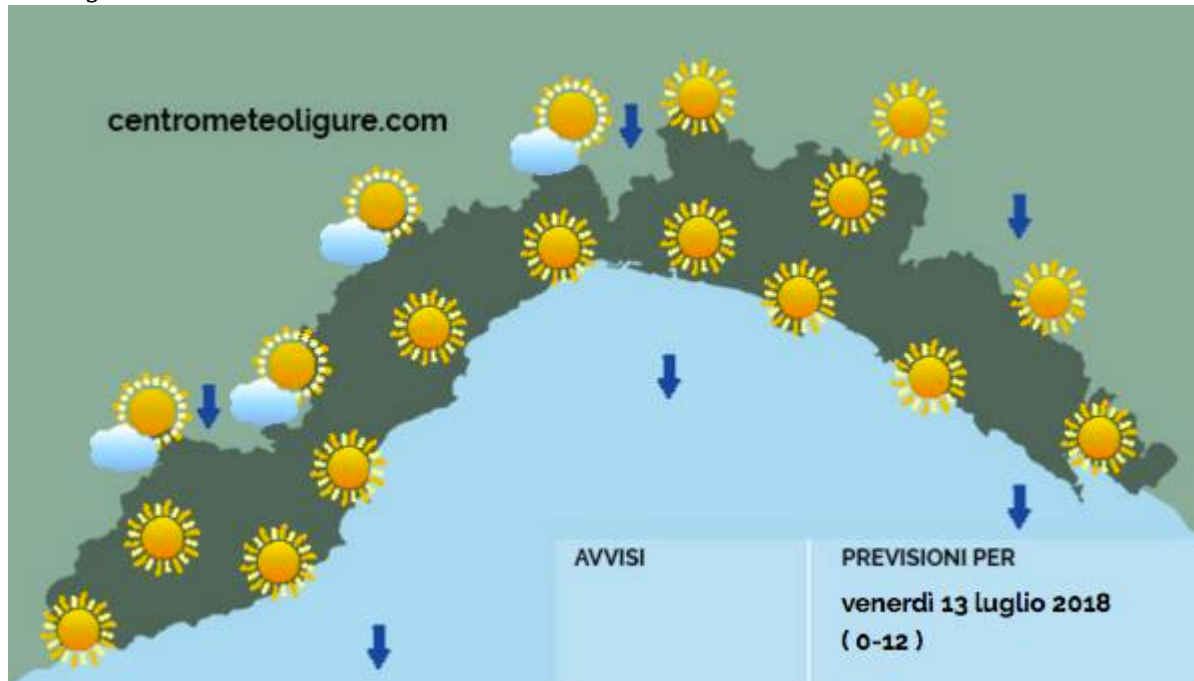 centrometeoligure.com
AVVISI
PREVISIONI PER
venerdì 13 luglio 2018
( 0-12 )